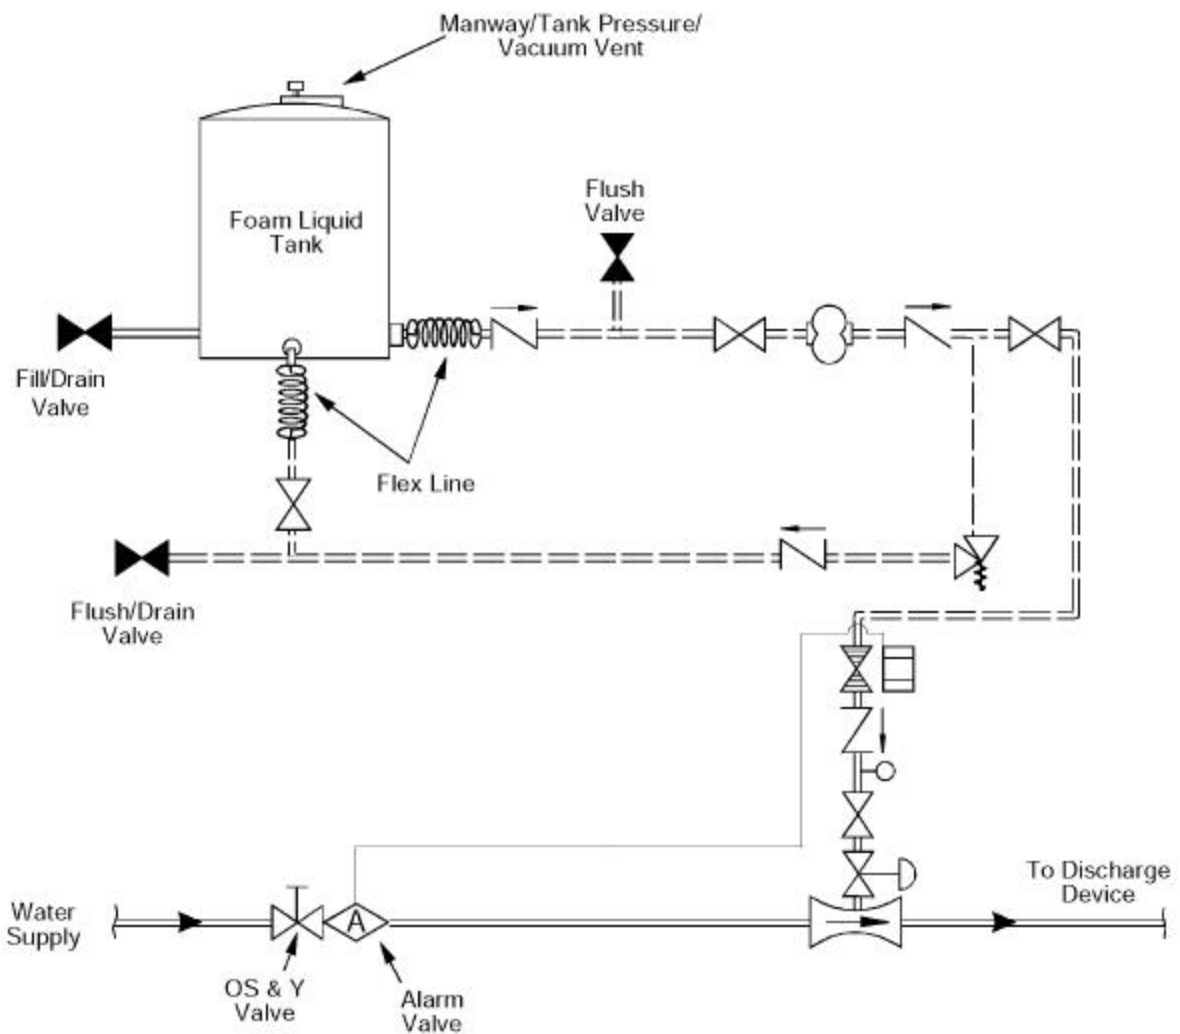 Manway/Tank Pressure/
Vacuum Vent
Flush
Valve
Foam Liquid
Tank
Fill/Drain
Valve
Flex Line
Flush/Drain
Valve
Water
Supply
A
To Discharge
Device
OS & Y
Valve
Alarm
Valve